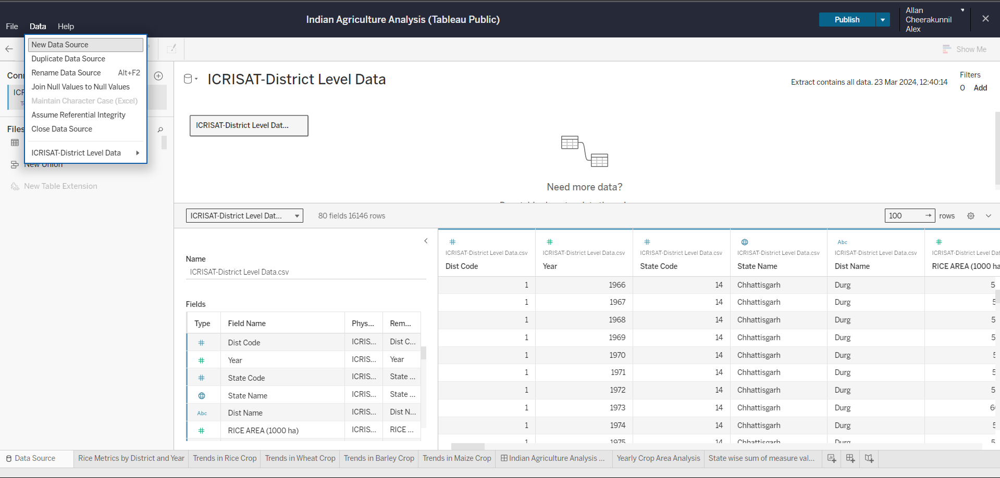 Indian Agriculture Analysis (Tableau Public)
Publish
Allan
Cheerakunnil
Alex
File Data Help
New Data Source
Duplicate Data Source
Rename Data Source Alt+F2
Join Null Values to Null Values
Maintain Character Case (Excel)
Assume Referential Integrity
Close Data Source
ICRISAT-District Level Data
Show Me
Files
New Union
New Table Extension
ICRISAT-District Level Data
Extract contains all data. 23 Mar 2024, 12:40:14
Filters
0 Add
ICRISAT-District Level Dat...
Need more data?
ICRISAT-District Level Dat... 80 fields 16146 rows
100 rows
Name
ICRISAT-District Level Data.csv
Fields
Type Field Name Phys... Rem...
Dist Code ICRIS... Dist C...
Year ICRIS... Year
State Code ICRIS... State ...
State Name ICRIS... State ...
Abc Dist Name ICRIS... Dist N...
RICE AREA (1000 ha) ICRIS... RICE ...
Abc
ICRISAT-District Level Data.csv ICRISAT-District Level Data.csv ICRISAT-District Level Data.csv ICRISAT-District Level Data.csv ICRISAT-District Level Data.csv ICRISAT-District Level Dat
Dist Code Year State Code State Name Dist Name RICE AREA (1000 ha
1 1966 14 Chhattisgarh Durg 5
1 1967 14 Chhattisgarh Durg 5
1 1968 14 Chhattisgarh Durg 5
1 1969 14 Chhattisgarh Durg 5
1 1970 14 Chhattisgarh Durg 5
1 1971 14 Chhattisgarh Durg 5
1 1972 14 Chhattisgarh Durg 5
1 1973 14 Chhattisgarh Durg 6
1 1974 14 Chhattisgarh Durg 5
1 1975 14 Chhattisgarh Durg 5
Data Source Rice Metrics by District and Year Trends in Rice Crop Trends in Wheat Crop Trends in Barley Crop Trends in Maize Crop Indian Agriculture Analysis ... Yearly Crop Area Analysis State wise sum of measure val...